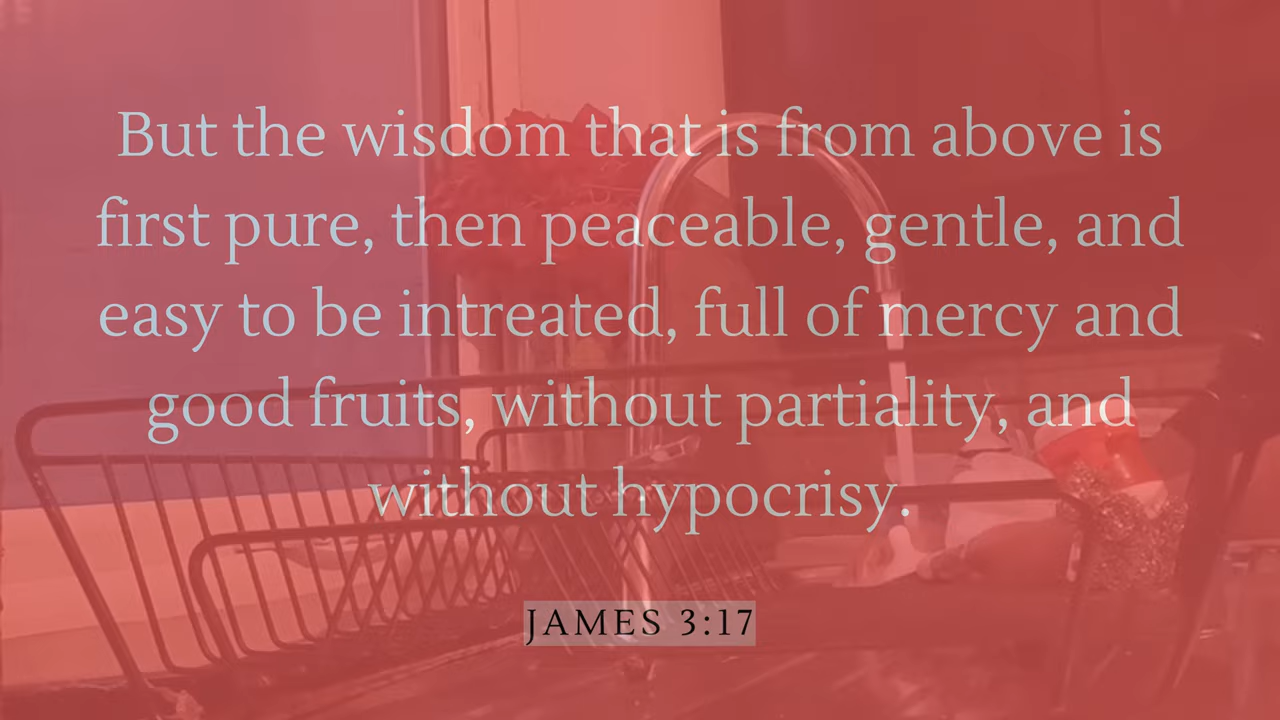 But the wisdom that is from above is
first pure, then peaceable, gentle, and
easy to be intreated, full of mercy and
good fruits, without partiality, and
without hypocrisy.
JAMES 3:17